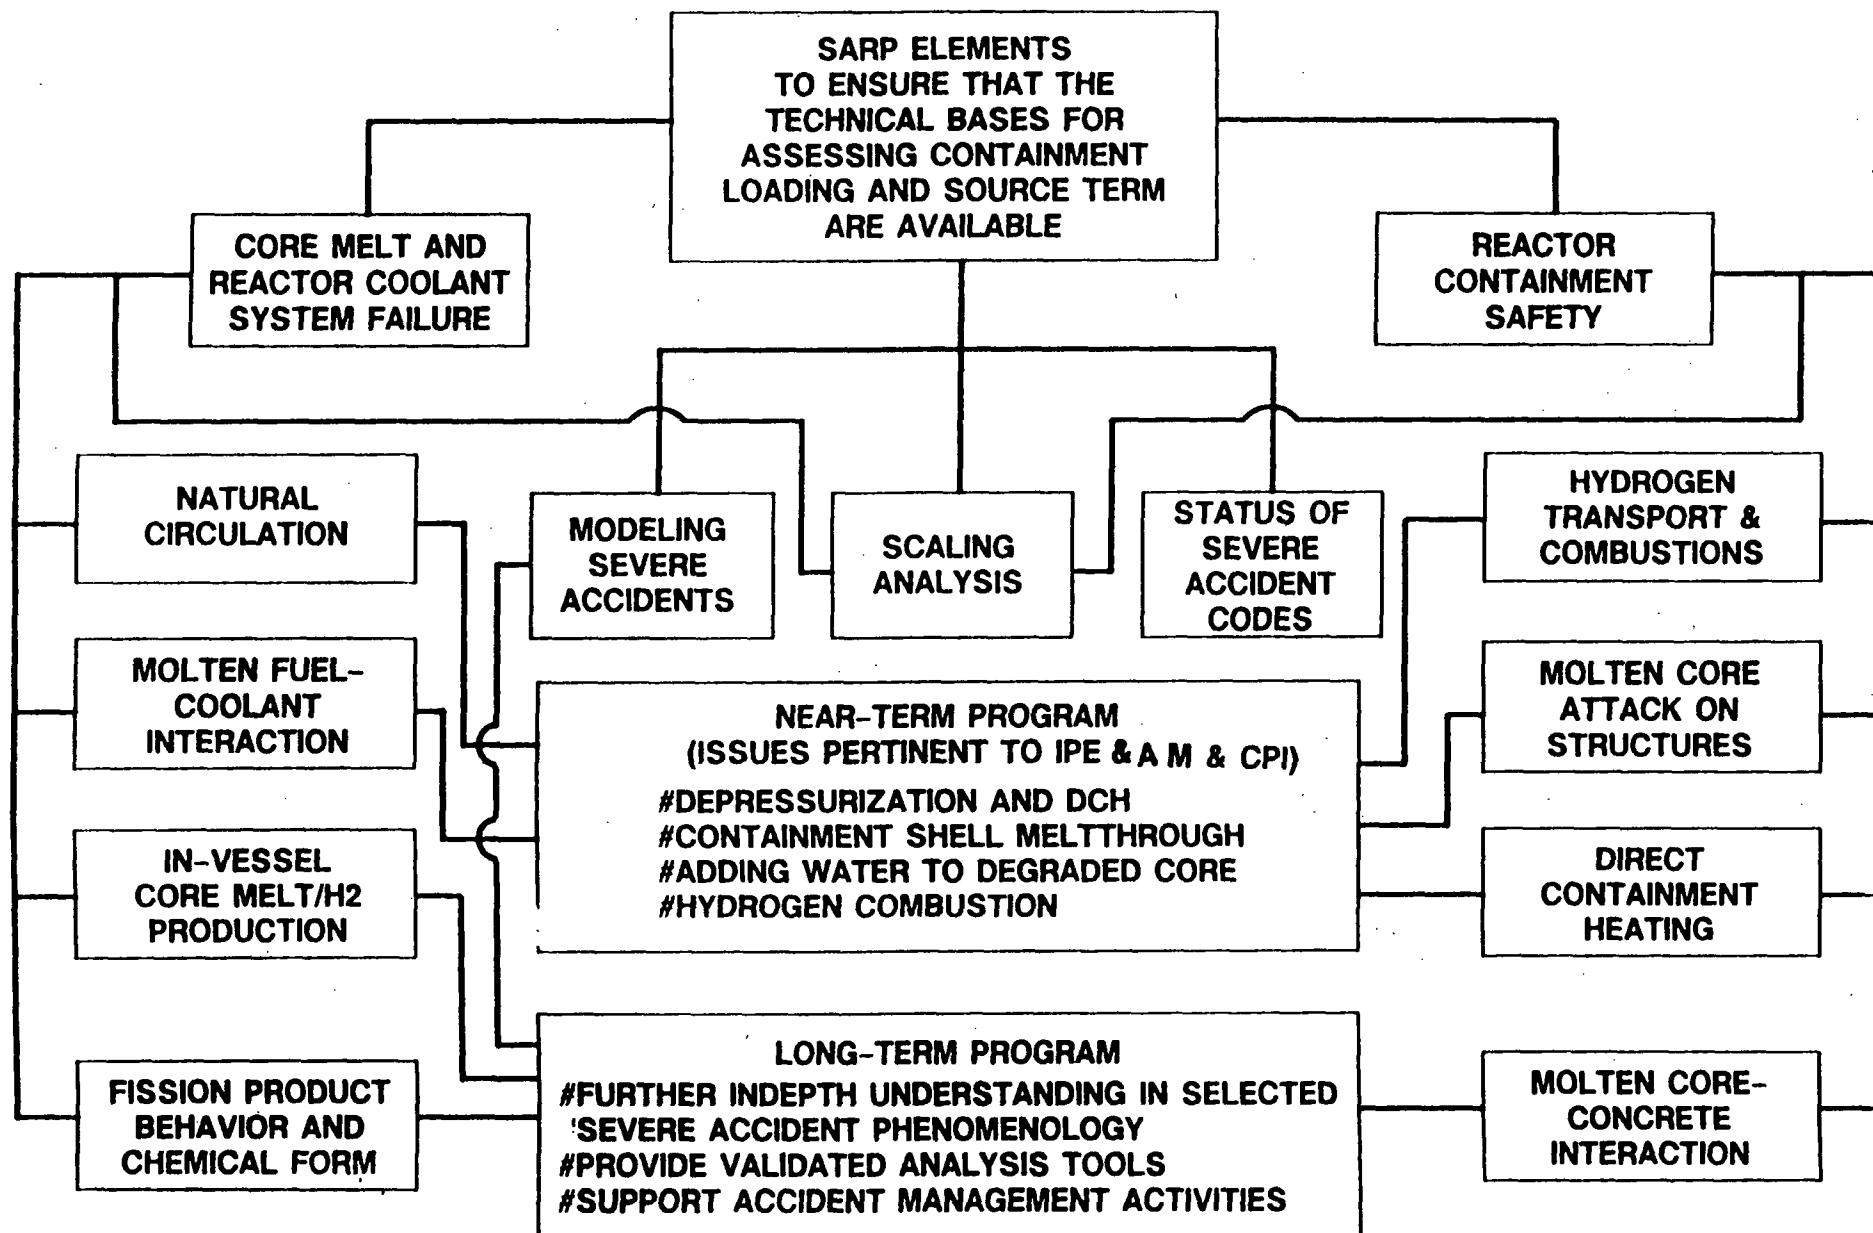 SARP ELEMENTS
TO ENSURE THAT THE
TECHNICAL BASES FOR
ASSESSING CONTAINMENT
LOADING AND SOURCE TERM
ARE AVAILABLE
CORE MELT AND
REACTOR COOLANT
SYSTEM FAILURE
REACTOR
CONTAINMENT
SAFETY
NATURAL
CIRCULATION
MODELING
SEVERE
ACCIDENTS
SCALING
ANALYSIS
STATUS OF
SEVERE
ACCIDENT
CODES
HYDROGEN
TRANSPORT &
COMBUSTIONS
MOLTEN FUEL-
COOLANT
INTERACTION
NEAR-TERM PROGRAM
(ISSUES PERTINENT TO IPE & A M & CPI)
#DEPRESSURIZATION AND DCH
#CONTAINMENT SHELL MELTTHROUGH
#ADDING WATER TO DEGRADED CORE
#HYDROGEN COMBUSTION
MOLTEN CORE
ATTACK ON
STRUCTURES
IN-VESSEL
CORE MELT/H2
PRODUCTION
DIRECT
CONTAINMENT
HEATING
FISSION PRODUCT
BEHAVIOR AND
CHEMICAL FORM
LONG-TERM PROGRAM
#FURTHER INDEPTH UNDERSTANDING IN SELECTED
SEVERE ACCIDENT PHENOMENOLOGY
#PROVIDE VALIDATED ANALYSIS TOOLS
#SUPPORT ACCIDENT MANAGEMENT ACTIVITIES
MOLTEN CORE-
CONCRETE
INTERACTION